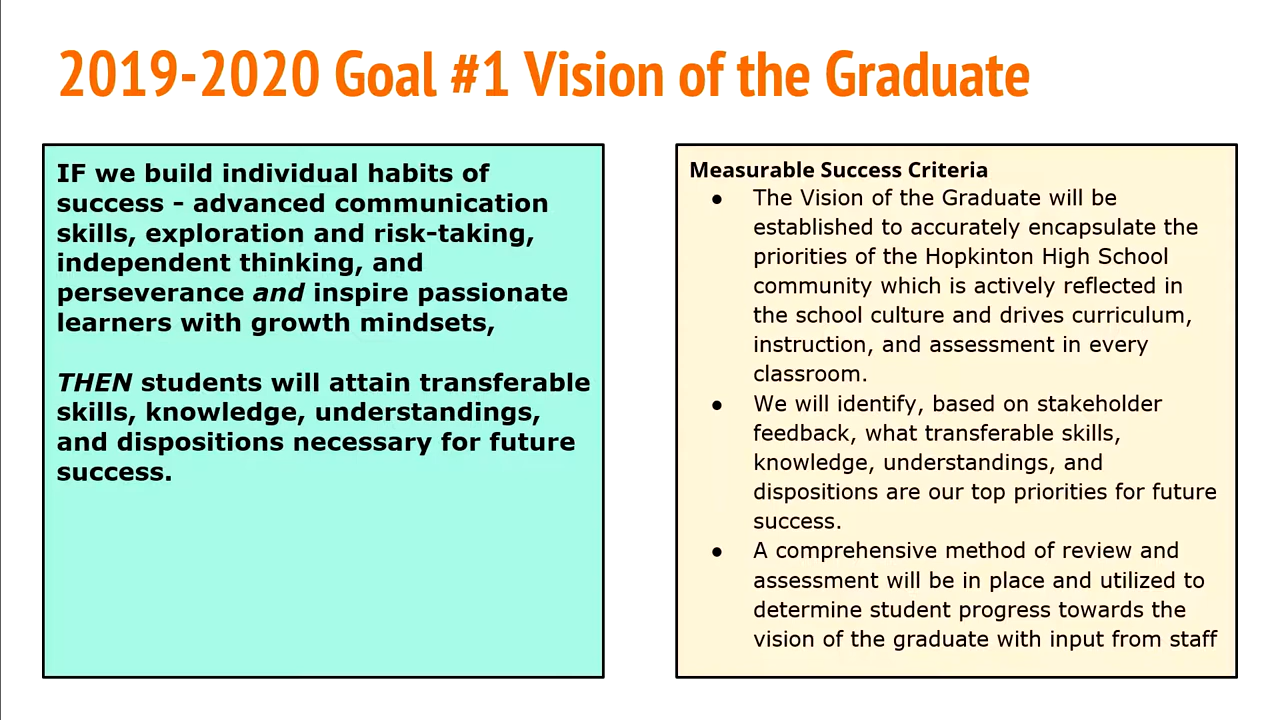 2019-2020 Goal #1 Vision of the Graduate
IF we build individual habits of
success - advanced communication
skills, exploration and risk-taking,
independent thinking, and
perseverance and inspire passionate
learners with growth mindsets,
THEN students will attain transferable
skills, knowledge, understandings,
and dispositions necessary for future
success.
Measurable Success Criteria
● The Vision of the Graduate will be
established to accurately encapsulate the
priorities of the Hopkinton High School
community which is actively reflected in
the school culture and drives curriculum,
instruction, and assessment in every
classroom.
● We will identify, based on stakeholder
feedback, what transferable skills,
knowledge, understandings, and
dispositions are our top priorities for future
success.
● A comprehensive method of review and
assessment will be in place and utilized to
determine student progress towards the
vision of the graduate with input from staff